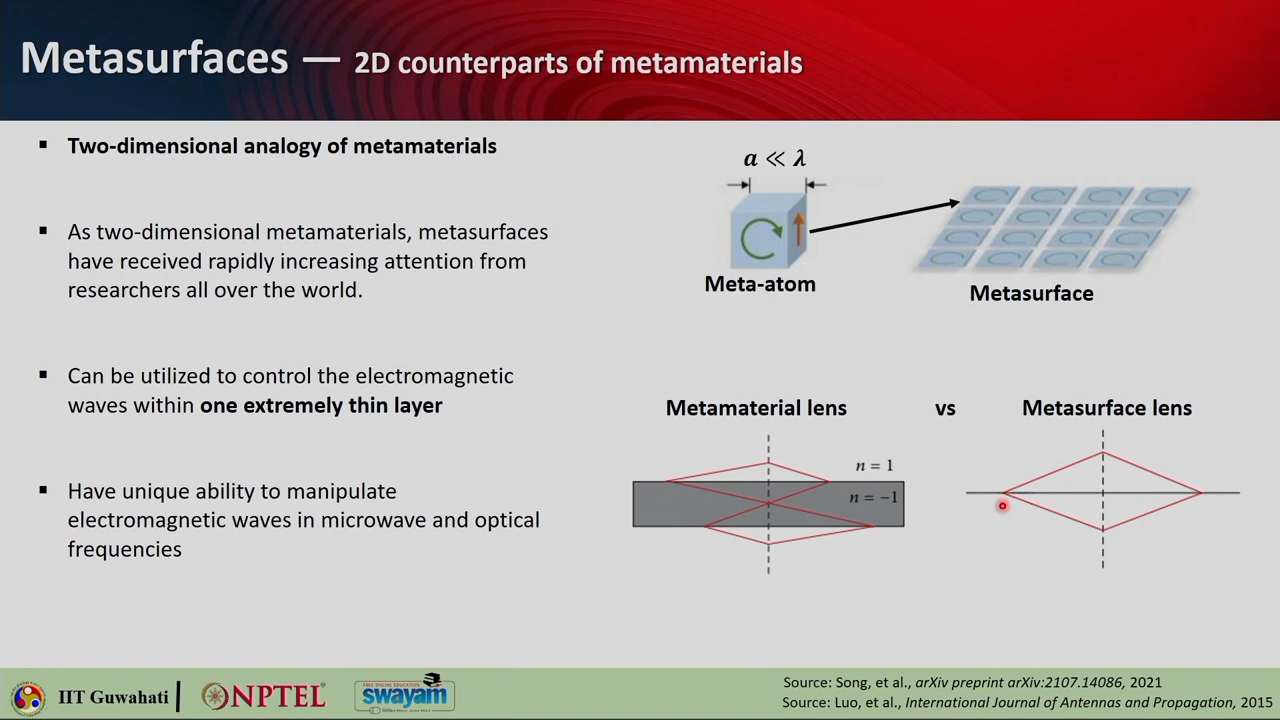 Metasurfaces — 2D counterparts of metamaterials
▪ Two-dimensional analogy of metamaterials
▪ As two-dimensional metamaterials, metasurfaces
have received rapidly increasing attention from
researchers all over the world.
▪ Can be utilized to control the electromagnetic
waves within one extremely thin layer
▪ Have unique ability to manipulate
electromagnetic waves in microwave and optical
frequencies
a ≪ λ
Meta-atom
Metasurface
Metamaterial lens vs Metasurface lens
n = 1
n = −1
IIT Guwahati
NPTEL
FREE ONLINE EDUCATION
swayam
Source: Song, et al., arXiv preprint arXiv:2107.14086, 2021
Source: Luo, et al., International Journal of Antennas and Propagation, 2015